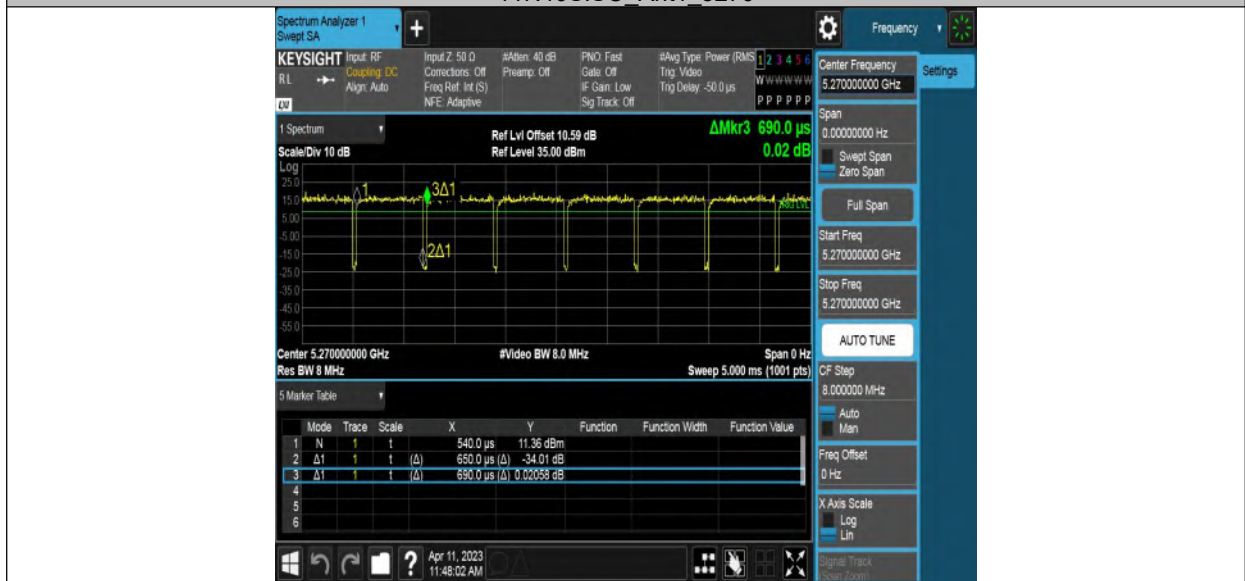 Spectrum Analyzer 1
Swept SA
+
Frequency
KEYSIGHT
RL
LXI
Input: RF
Coupling: DC
Align: Auto
Input Z: 50 Ω
Corrections: Off
Freq Ref: Int (S)
NFE: Adaptive
#Atten: 40 dB
Preamp: Off
PNO: Fast
Gate: Off
IF Gain: Low
Sig Track: Off
#Avg Type: Power (RMS
Trig: Video
Trig Delay: -50.0 µs
1 2 3 4 5 6
W W W W W W
P P P P P P
1 Spectrum
Scale/Div 10 dB
Log
Ref Lvl Offset 10.59 dB
Ref Level 35.00 dBm
ΔMkr3 690.0 µs
0.02 dB
25.0
15.0
5.00
-5.00
-15.0
-25.0
-35.0
-45.0
-55.0
1
3Δ1
2Δ1
Center 5.270000000 GHz
Res BW 8 MHz
#Video BW 8.0 MHz
Span 0 Hz
Sweep 5.000 ms (1001 pts)
5 Marker Table
Mode Trace Scale X Y Function Function Width Function Value
1 N 1 t 540.0 µs 11.36 dBm
2 Δ1 1 t (Δ) 650.0 µs (Δ) -34.01 dB
3 Δ1 1 t (Δ) 690.0 µs (Δ) 0.02058 dB
4
5
6
?
Apr 11, 2023
11:48:02 AM
Center Frequency
5.270000000 GHz
Settings
Span
0.00000000 Hz
Swept Span
Zero Span
Full Span
Start Freq
5.270000000 GHz
Stop Freq
5.270000000 GHz
AUTO TUNE
CF Step
8.000000 MHz
Auto
Man
Freq Offset
0 Hz
X Axis Scale
Log
Lin
Signal Track
(Span Zoom)